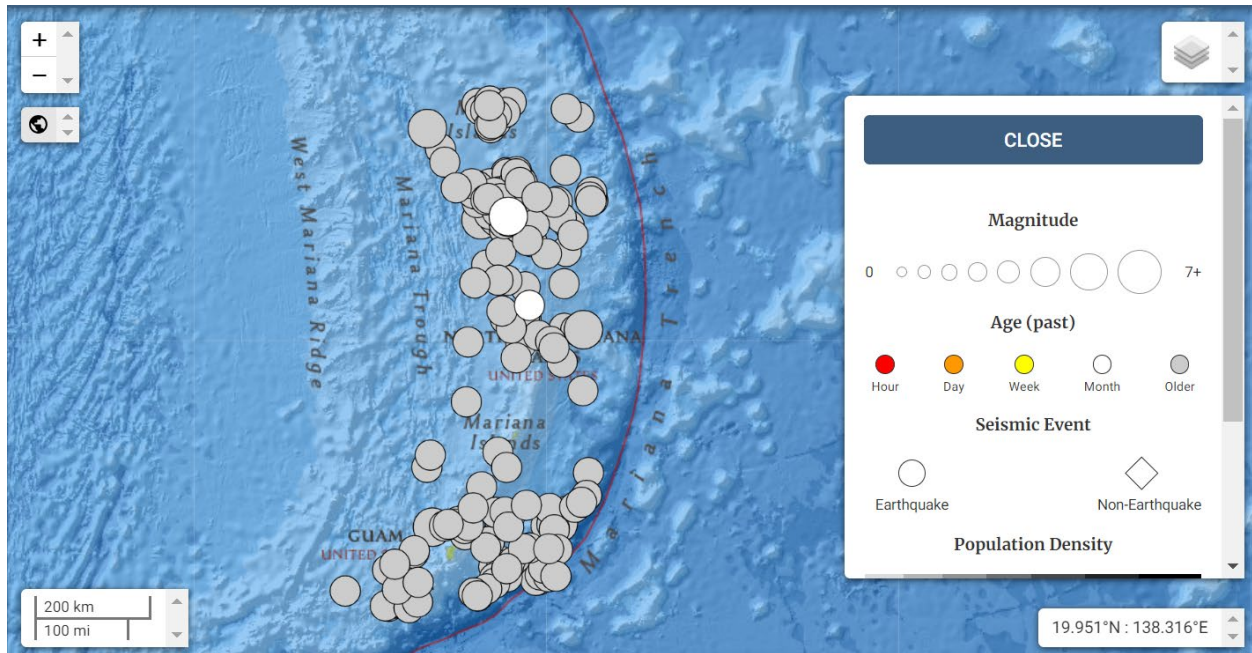 +
−
CLOSE
Magnitude
0
7+
Age (past)
Hour
Day
Week
Month
Older
Seismic Event
Earthquake
Non-Earthquake
Population Density
West Mariana Ridge
Mariana Trough
Mariana Trench
Islands
UNITED STATES
Mariana
Islands
GUAM
UNITED
200 km
100 mi
19.951°N : 138.316°E